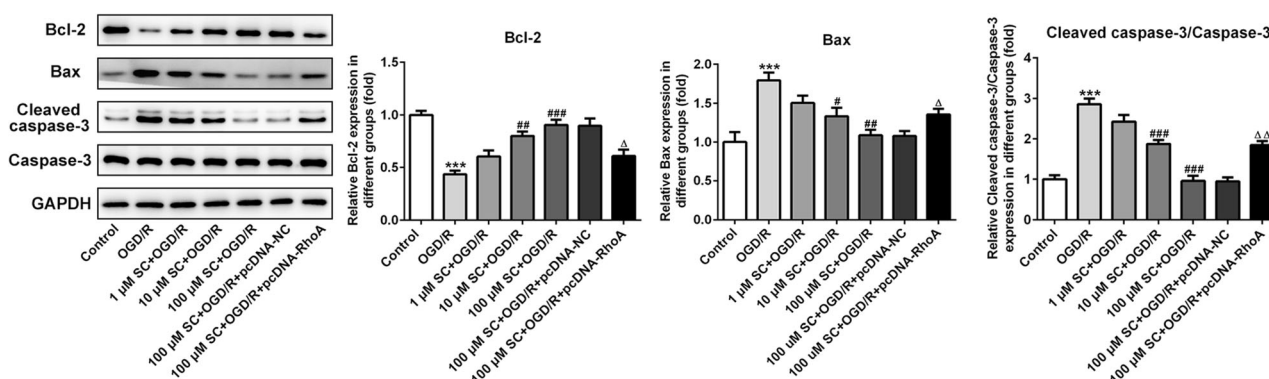 Bcl-2
Bax
Cleaved
caspase-3
Caspase-3
GAPDH
Control
OGD/R
1 μM SC+OGD/R
10 μM SC+OGD/R
100 μM SC+OGD/R
100 μM SC+OGD/R+pcDNA-NC
100 μM SC+OGD/R+pcDNA-RhoA
Bcl-2
Relative Bcl-2 expression in
different groups (fold)
1.5
1.0
0.5
0.0
***
##
###
Δ
Control
OGD/R
1 μM SC+OGD/R
10 μM SC+OGD/R
100 μM SC+OGD/R
100 μM SC+OGD/R+pcDNA-NC
100 μM SC+OGD/R+pcDNA-RhoA
Bax
Relative Bax expression in
different groups (fold)
2.0
1.5
1.0
0.5
0.0
***
#
##
Δ
Control
OGD/R
1 μM SC+OGD/R
10 μM SC+OGD/R
100 μM SC+OGD/R
100 uM SC+OGD/R+pcDNA-NC
100 uM SC+OGD/R+pcDNA-RhoA
Cleaved caspase-3/Caspase-3
Relative Cleaved caspase-3/Caspase-3
expression in different groups (fold)
4
3
2
1
0
***
###
###
Δ Δ
Control
OGD/R
1 μM SC+OGD/R
10 μM SC+OGD/R
100 μM SC+OGD/R
100 μM SC+OGD/R+pcDNA-NC
100 μM SC+OGD/R+pcDNA-RhoA